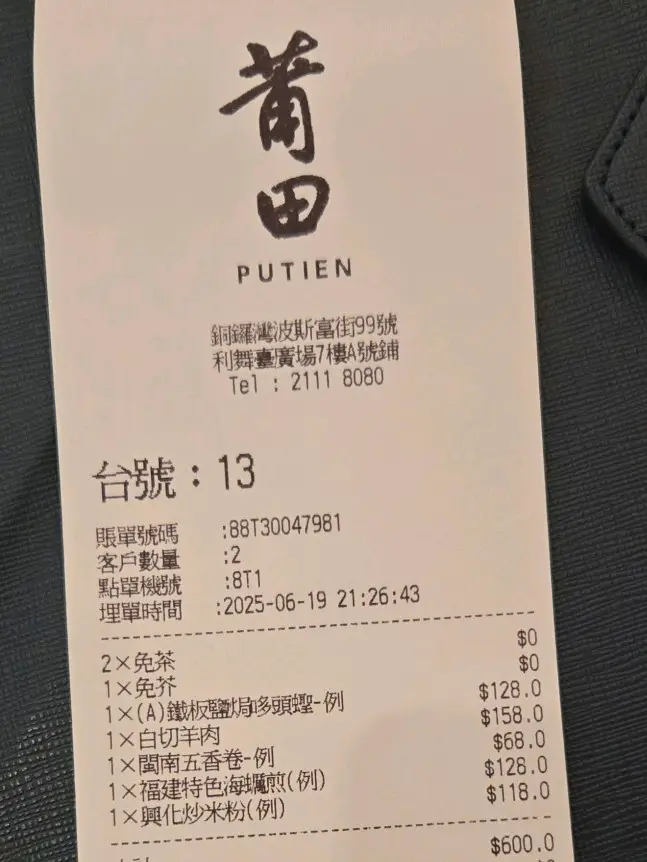 莆田
PUTIEN
銅鑼灣波斯富街99號
利舞臺廣場7樓A號鋪
Tel : 2111 8080
台號：13
賬單號碼 :88T30047981
客戶數量 :2
點單機號 :8T1
埋單時間 :2025-06-19 21:26:43
2×免茶 $0
1×免芥 $0
1×(A)鐵板鹽焗哆頭蟶-例 $128.0
1×白切羊肉 $158.0
1×閩南五香卷-例 $68.0
1×福建特色海蠣煎(例) $128.0
1×興化炒米粉(例) $118.0
$600.0